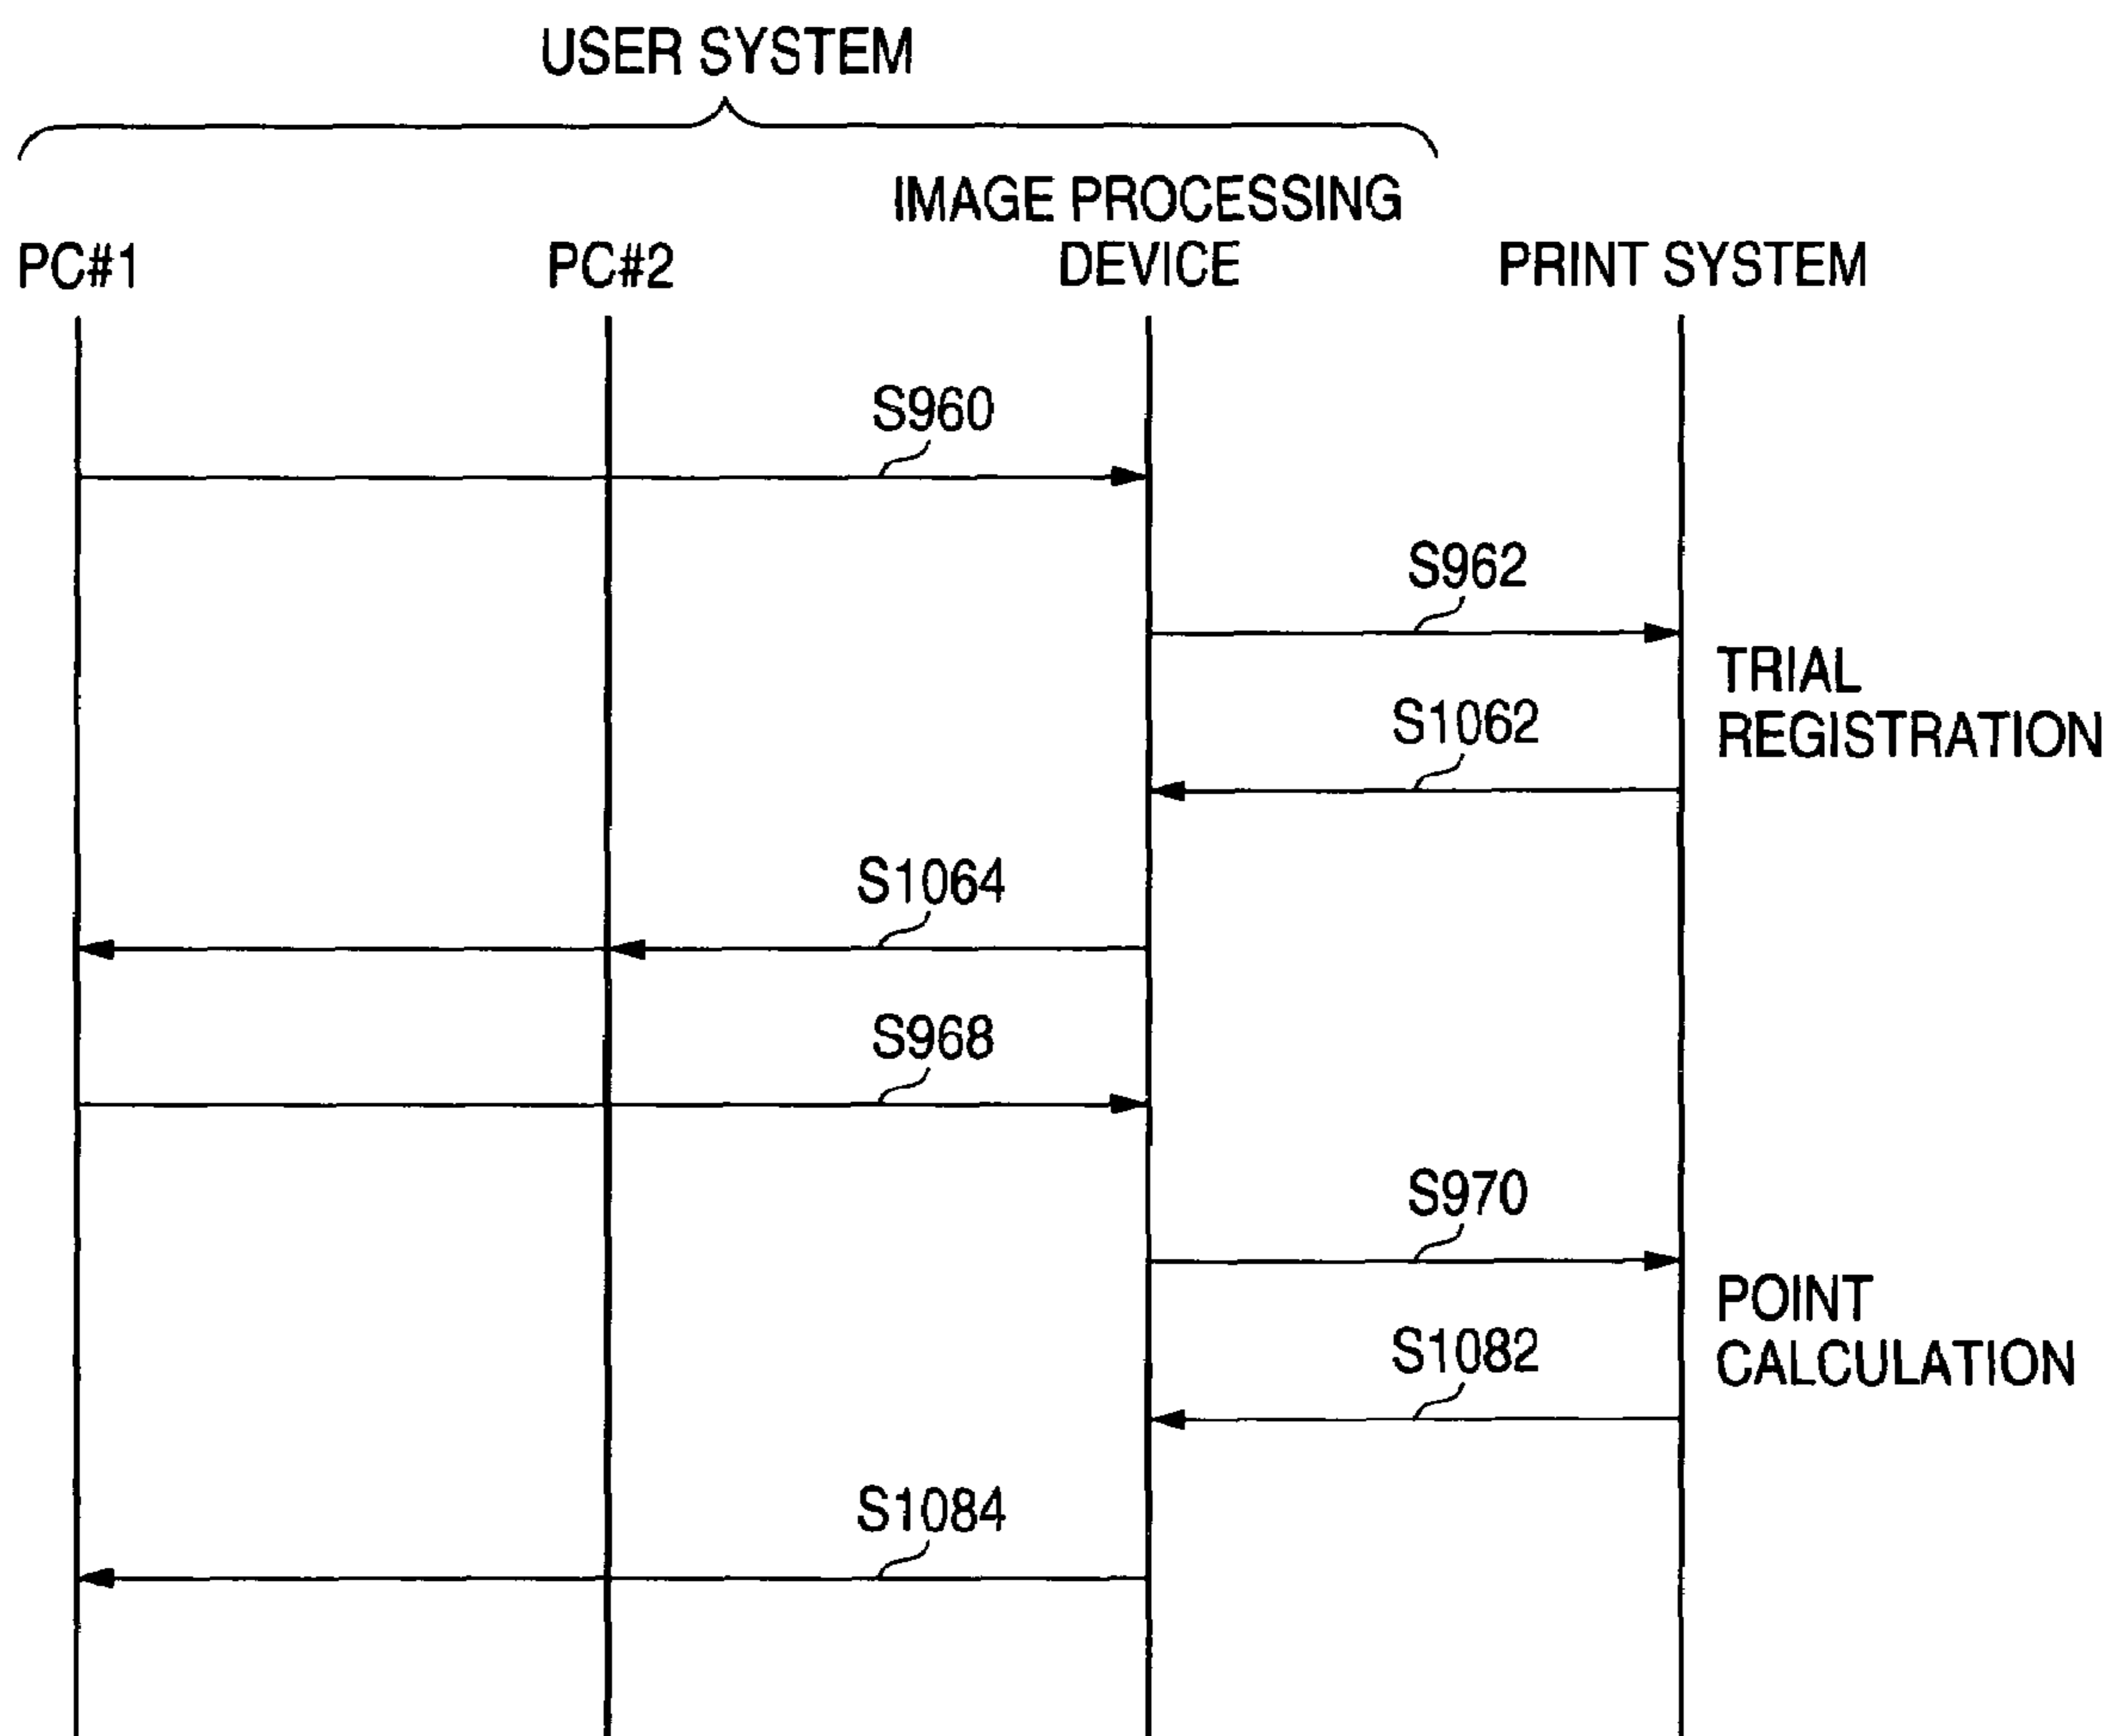 USER SYSTEM
IMAGE PROCESSING
DEVICE
PC#1
PC#2
PRINT SYSTEM
S960
S962
TRIAL
REGISTRATION
S1062
S1064
S968
S970
POINT
CALCULATION
S1082
S1084